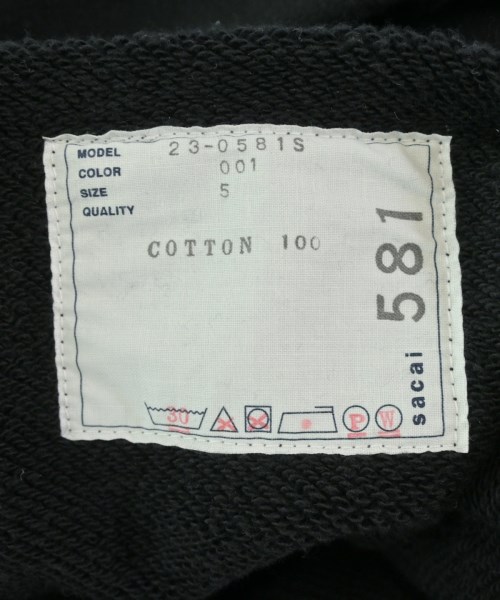 MODEL 23-0581S
COLOR 001
SIZE 5
QUALITY
COTTON 100
581
sacai
30
P
W